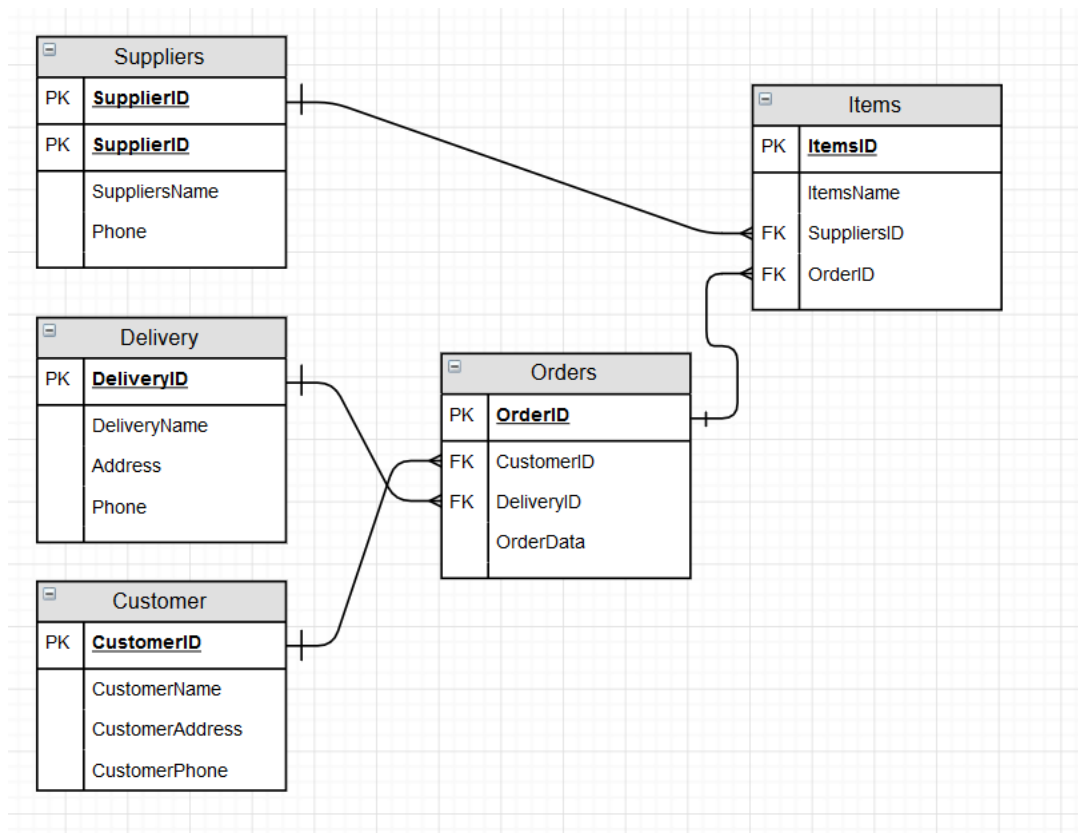 Suppliers
PK SupplierID
PK SupplierID
SuppliersName
Phone
Delivery
PK DeliveryID
DeliveryName
Address
Phone
Customer
PK CustomerID
CustomerName
CustomerAddress
CustomerPhone
Orders
PK OrderID
FK CustomerID
FK DeliveryID
OrderData
Items
PK ItemsID
ItemsName
FK SuppliersID
FK OrderID